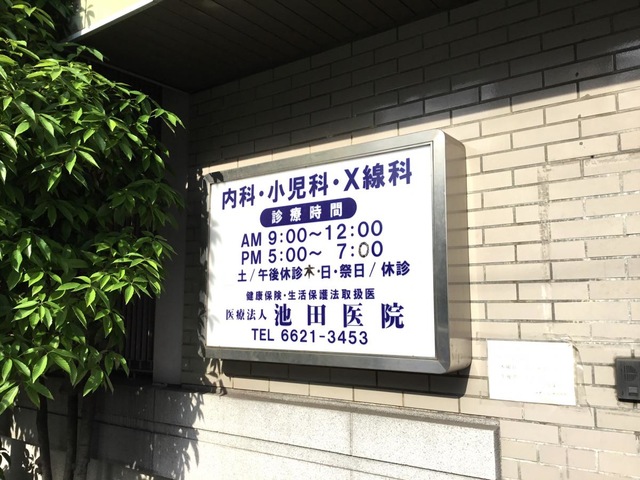 内科・小児科・X線科
診療時間
AM 9:00～12:00
PM 5:00～ 7:00
土/午後休診 木・日・祭日/休診
健康保険・生活保護法取扱医
医療法人 池田医院
TEL 6621-3453